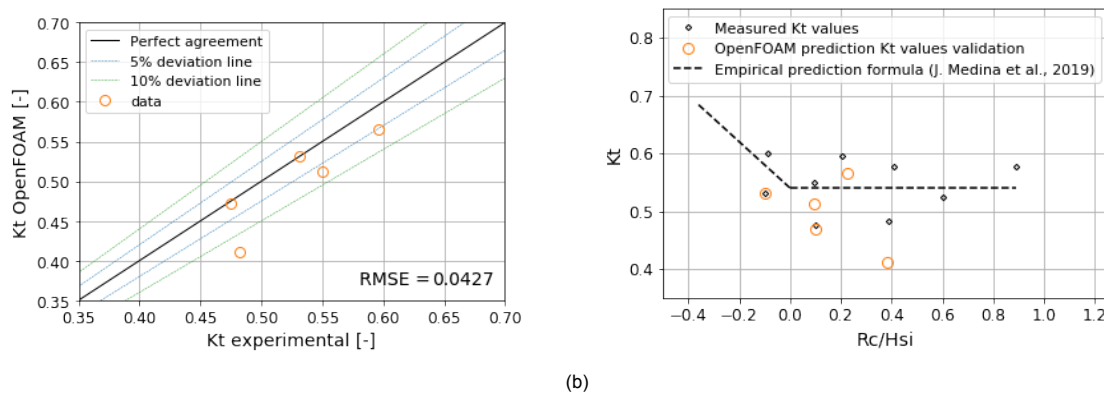 0.70
0.65
0.60
0.55
0.50
0.45
0.40
0.35
Kt OpenFOAM [-]
Perfect agreement
5% deviation line
10% deviation line
data
RMSE = 0.0427
0.35 0.40 0.45 0.50 0.55 0.60 0.65 0.70
Kt experimental [-]
0.8
0.7
0.6
0.5
0.4
Kt
Measured Kt values
OpenFOAM prediction Kt values validation
Empirical prediction formula (J. Medina et al., 2019)
−0.4 −0.2 0.0 0.2 0.4 0.6 0.8 1.0 1.2
Rc/Hsi
(b)